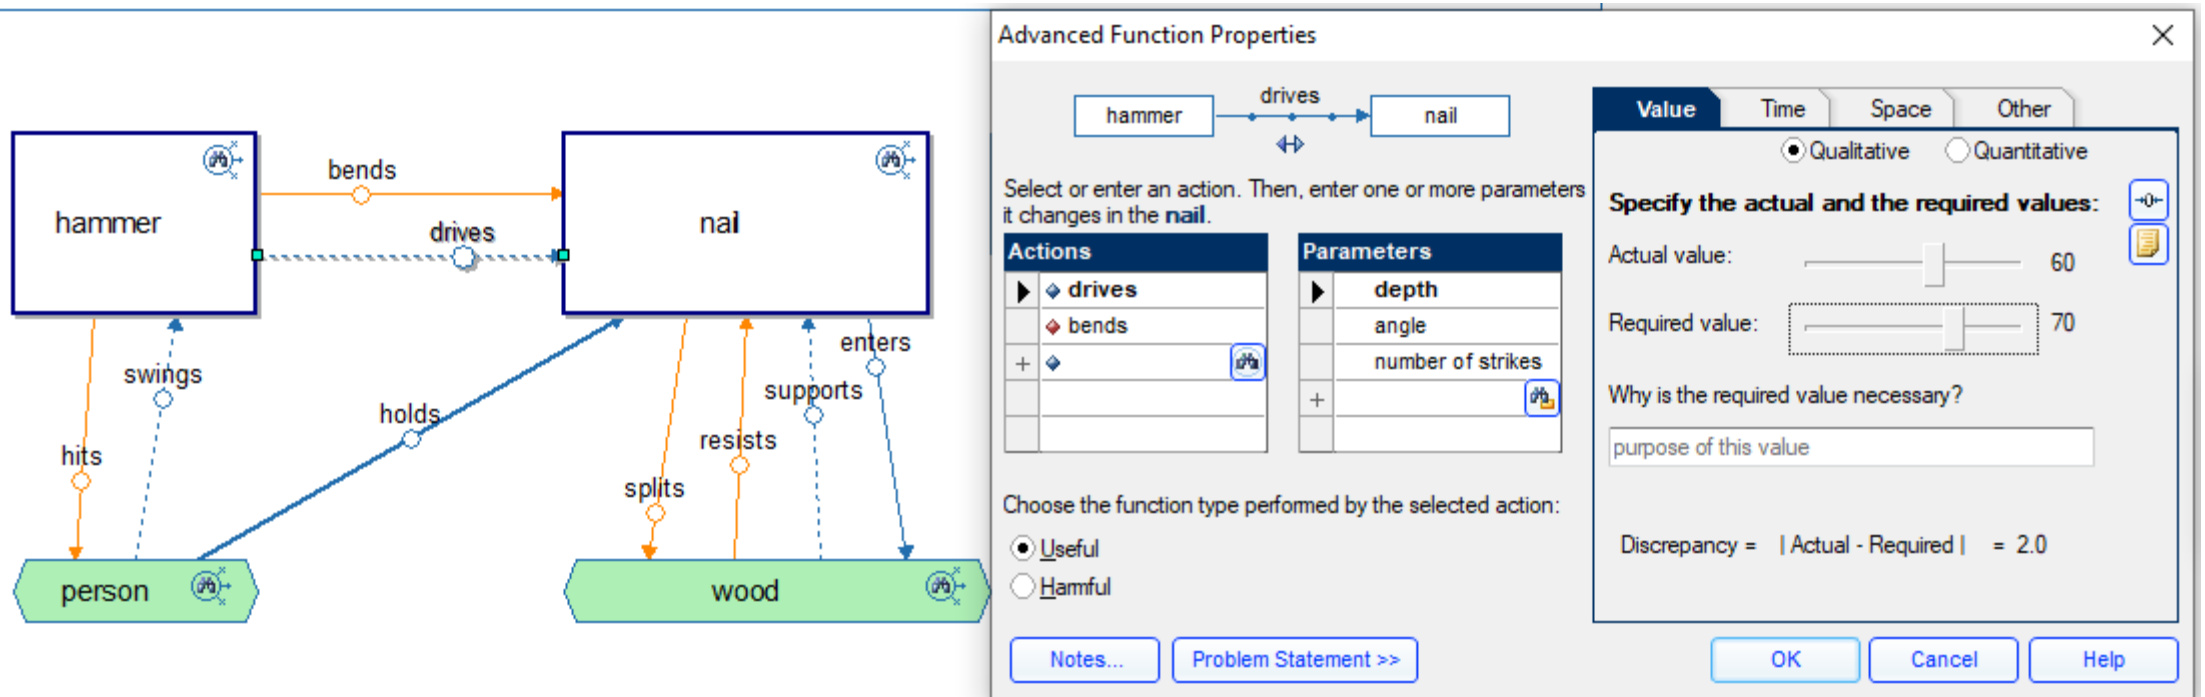 hammer
bends
drives
nail
swings
hits
holds
splits
resists
supports
enters
person
wood
Advanced Function Properties
hammer
drives
nail
Select or enter an action. Then, enter one or more parameters
it changes in the nail.
Actions
drives
bends
Parameters
depth
angle
number of strikes
Choose the function type performed by the selected action:
Useful
Harmful
Notes...
Problem Statement >>
Value Time Space Other
Qualitative Quantitative
Specify the actual and the required values:
Actual value: 60
Required value: 70
Why is the required value necessary?
purpose of this value
Discrepancy = | Actual - Required | = 2.0
OK
Cancel
Help